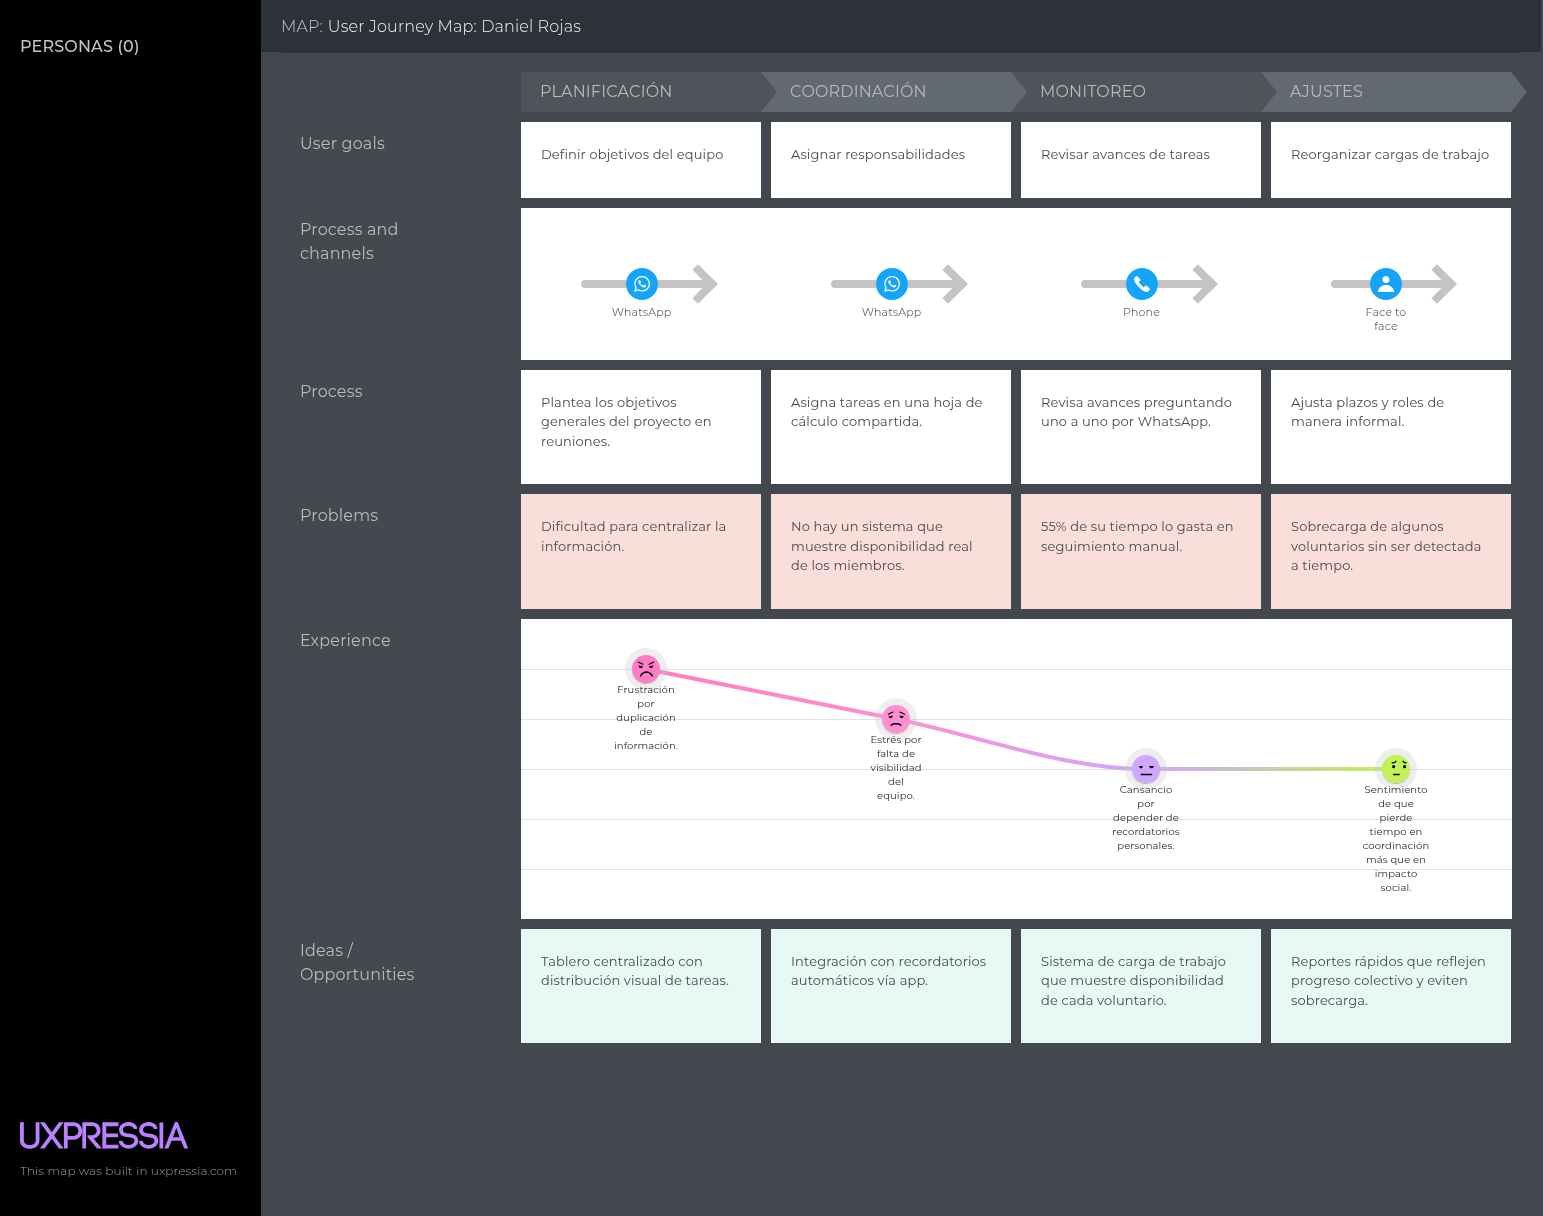 PERSONAS (0)
MAP: User Journey Map: Daniel Rojas
PLANIFICACIÓN
COORDINACIÓN
MONITOREO
AJUSTES
User goals
Definir objetivos del equipo
Asignar responsabilidades
Revisar avances de tareas
Reorganizar cargas de trabajo
Process and
channels
WhatsApp
WhatsApp
Phone
Face to
face
Process
Plantea los objetivos
generales del proyecto en
reuniones.
Asigna tareas en una hoja de
cálculo compartida.
Revisa avances preguntando
uno a uno por WhatsApp.
Ajusta plazos y roles de
manera informal.
Problems
Dificultad para centralizar la
información.
No hay un sistema que
muestre disponibilidad real
de los miembros.
55% de su tiempo lo gasta en
seguimiento manual.
Sobrecarga de algunos
voluntarios sin ser detectada
a tiempo.
Experience
Frustración
por
duplicación
de
información.
Estrés por
falta de
visibilidad
del
equipo.
Cansancio
por
depender de
recordatorios
personales.
Sentimiento
de que
pierde
tiempo en
coordinación
más que en
impacto
social.
Ideas /
Opportunities
Tablero centralizado con
distribución visual de tareas.
Integración con recordatorios
automáticos vía app.
Sistema de carga de trabajo
que muestre disponibilidad
de cada voluntario.
Reportes rápidos que reflejen
progreso colectivo y eviten
sobrecarga.
UXPRESSIA
This map was built in uxpressia.com